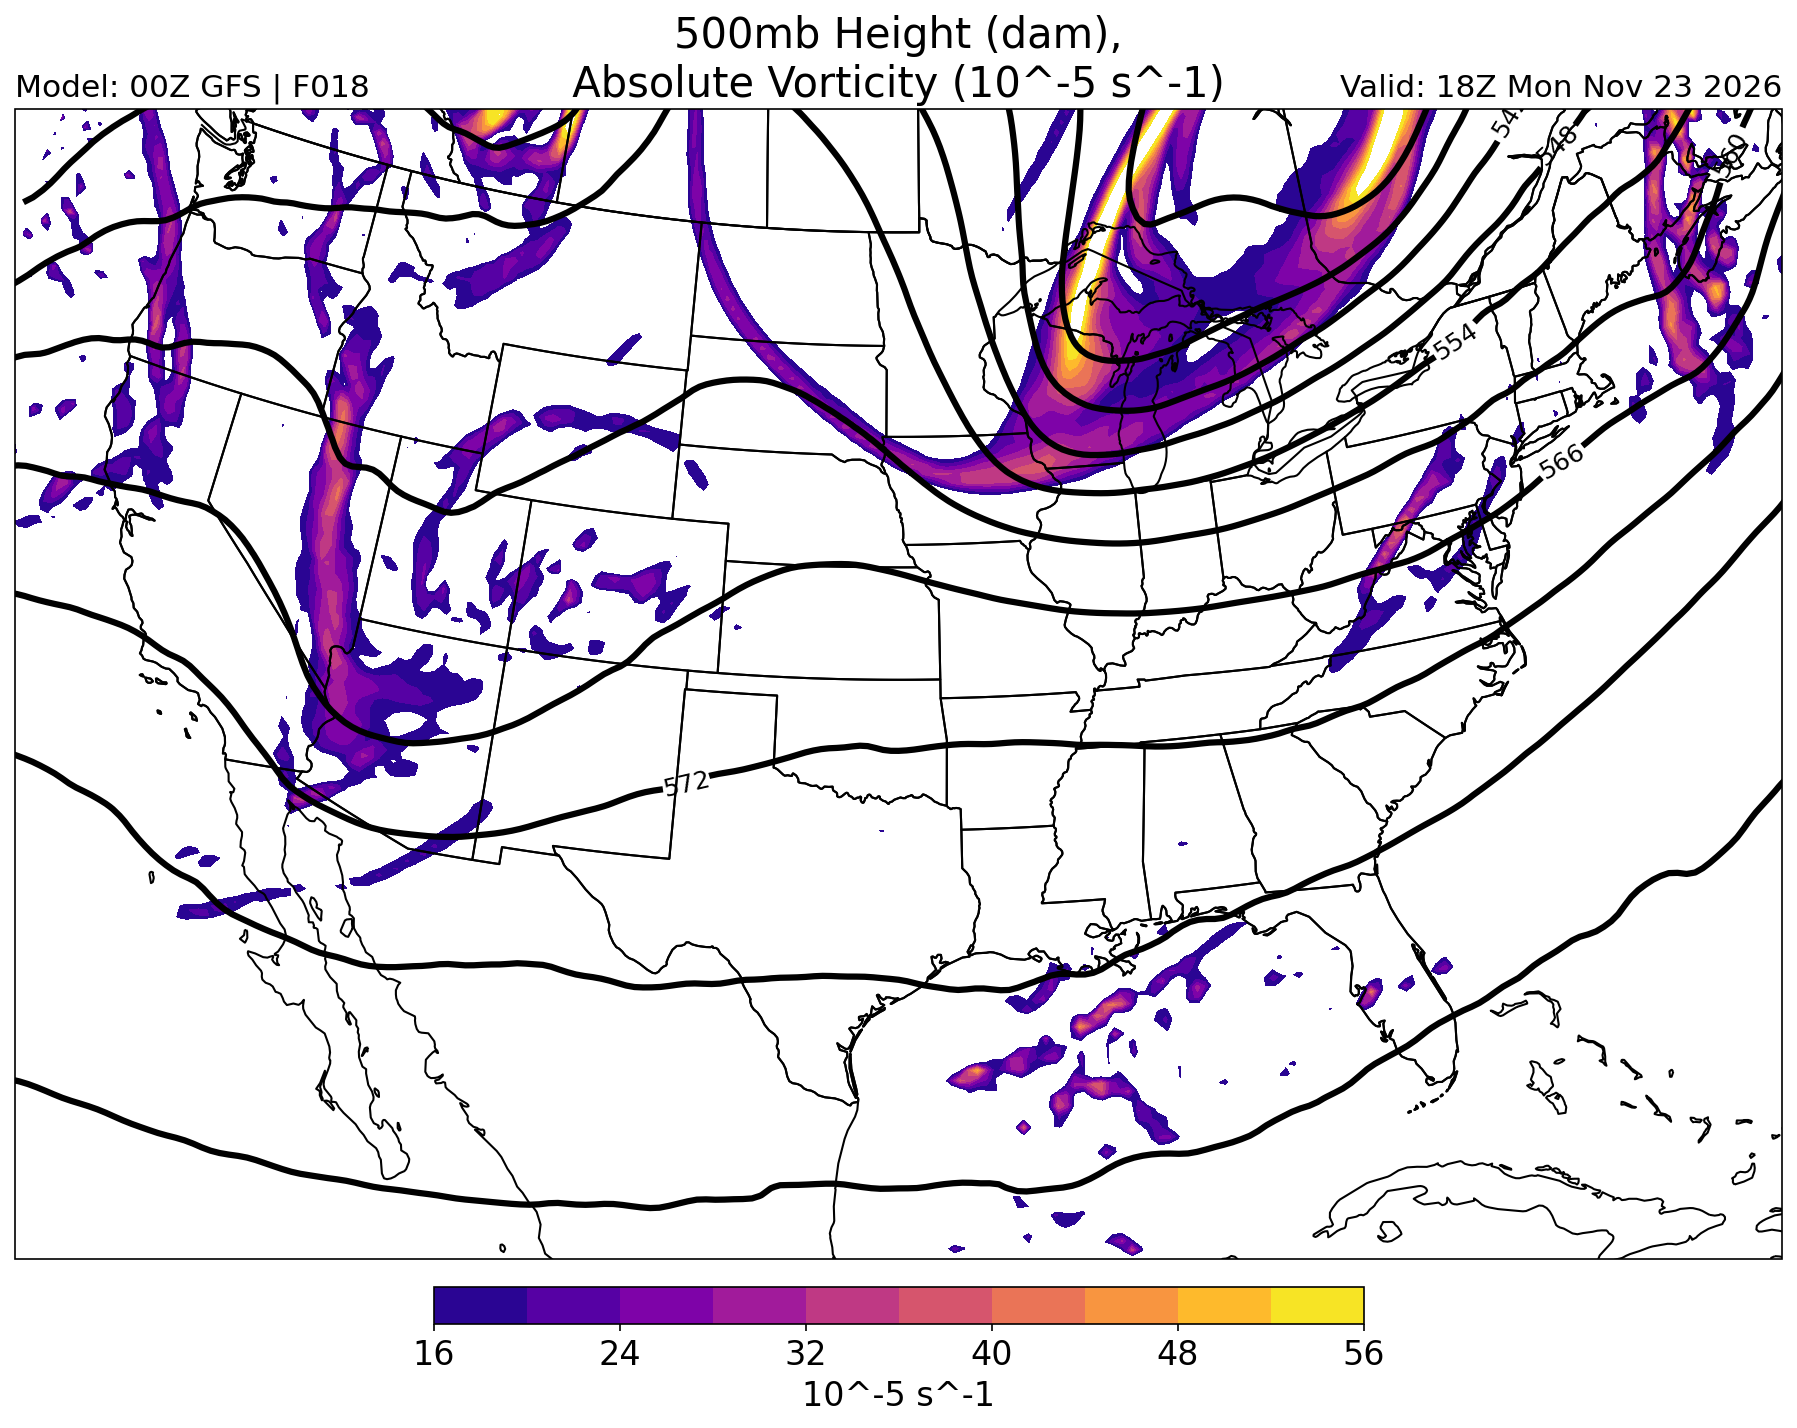 500mb Height (dam),
Model: 00Z GFS | F018
Absolute Vorticity (10^-5 s^-1)
Valid: 18Z Mon Nov 23 2026
548
560
554
566
572
16
24
32
40
48
56
10^-5 s^-1